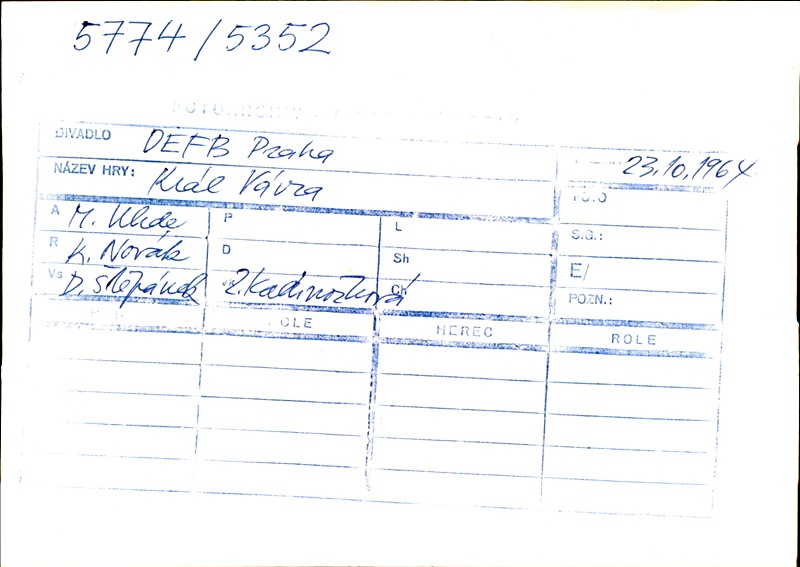 5774/5352
DIVADLO DEFB Praha 23.10.1964
NÁZEV HRY: Král Vávra FOTO
A M. Uhde P L S.G.:
R K. Novák D Sh E/
Vs D. Štěpánek Z. Kadrnožková Ch POZN.:
ROLE HEREC ROLE